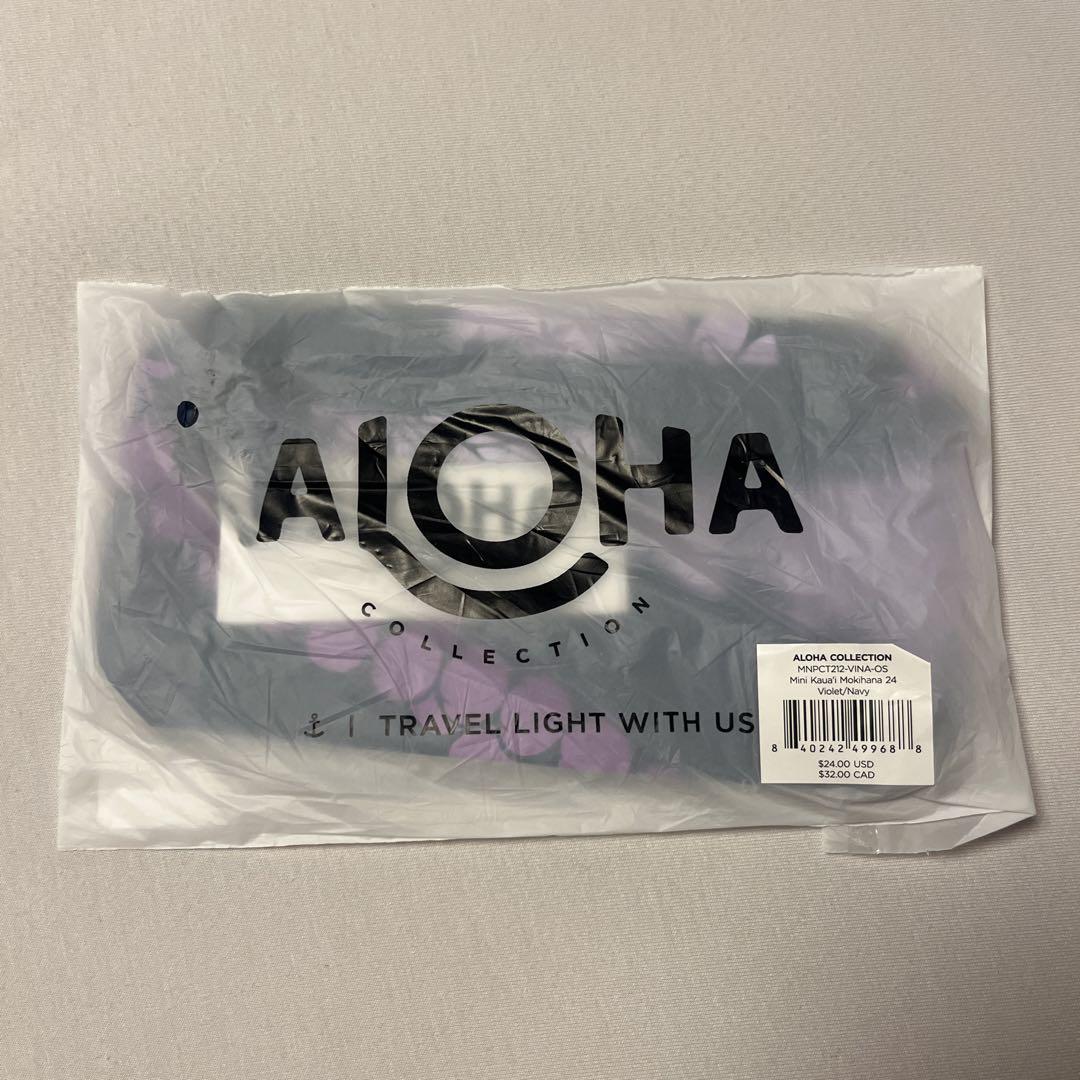 ALOHA
COLLECTION
TRAVEL LIGHT WITH US
ALOHA COLLECTION
MNPCT212-VINA-OS
Mini Kaua'i Mokihana 24
Violet/Navy
8 40242 49968 8
$24.00 USD
$32.00 CAD